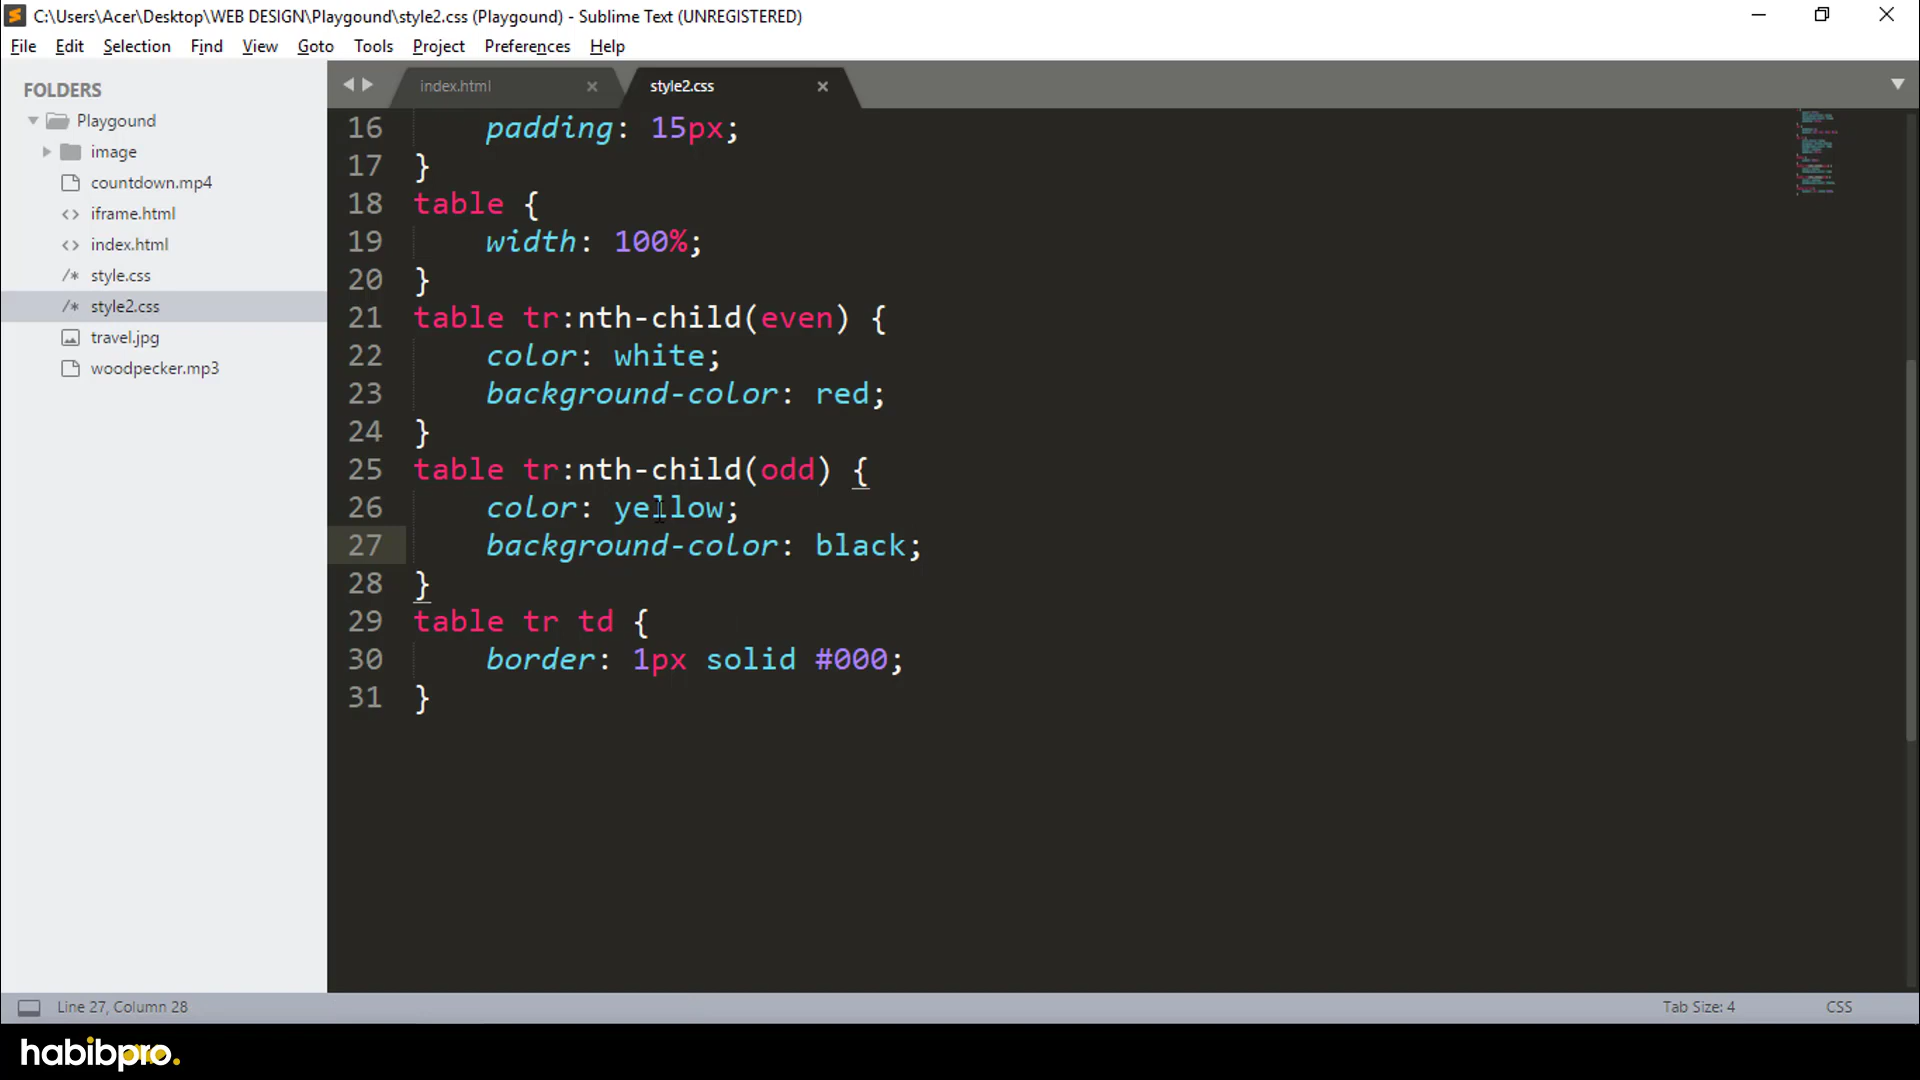 C:\Users\Acer\Desktop\WEB DESIGN\Playgound\style2.css (Playgound) - Sublime Text (UNREGISTERED)
File Edit Selection Find View Goto Tools Project Preferences Help
FOLDERS
Playgound
image
countdown.mp4
iframe.html
index.html
style.css
style2.css
travel.jpg
woodpecker.mp3
index.html
style2.css
16 padding: 15px;
17 }
18 table {
19 width: 100%;
20 }
21 table tr:nth-child(even) {
22 color: white;
23 background-color: red;
24 }
25 table tr:nth-child(odd) {
26 color: yellow;
27 background-color: black;
28 }
29 table tr td {
30 border: 1px solid #000;
31 }
Line 27, Column 28
Tab Size: 4
CSS
habibpro.